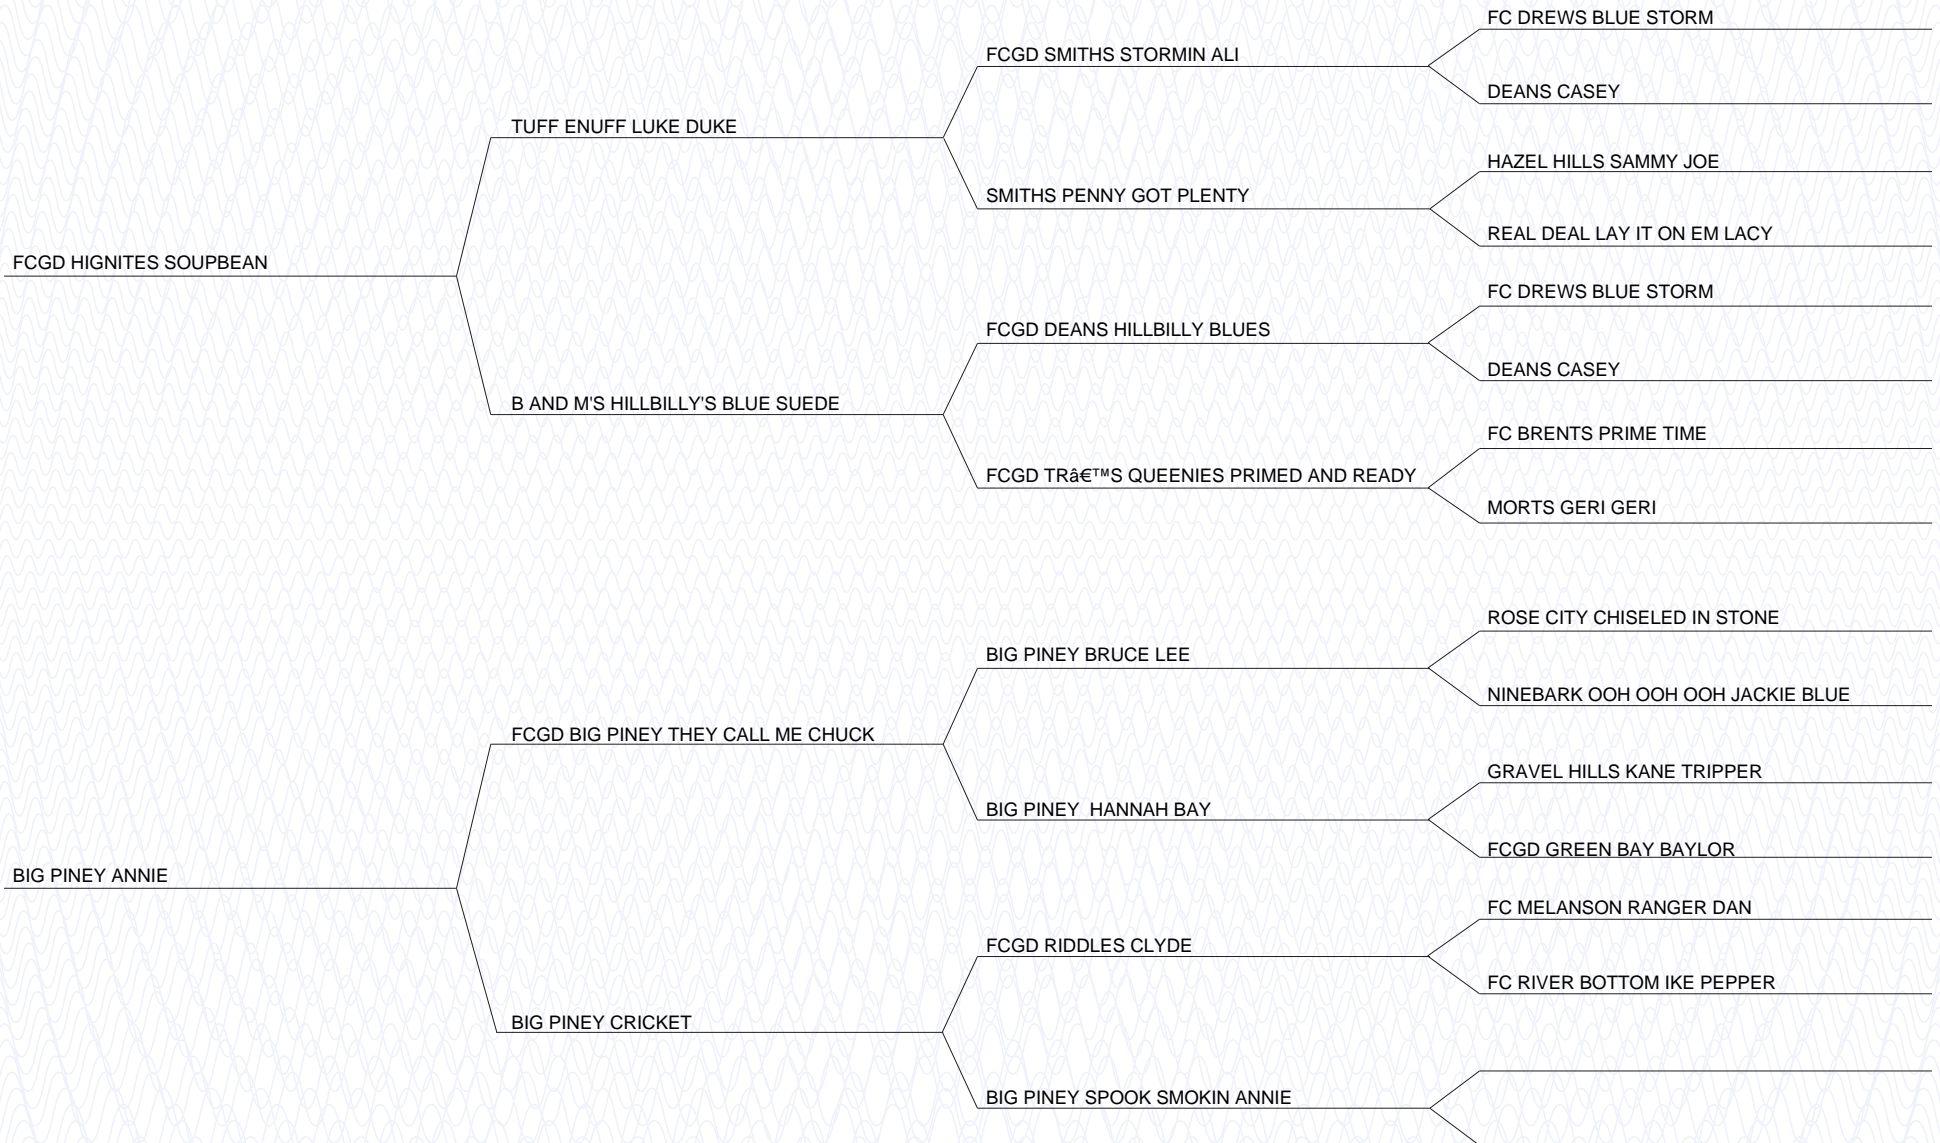 FC DREWS BLUE STORM
FCGD SMITHS STORMIN ALI
DEANS CASEY
TUFF ENUFF LUKE DUKE
HAZEL HILLS SAMMY JOE
SMITHS PENNY GOT PLENTY
REAL DEAL LAY IT ON EM LACY
FCGD HIGNITES SOUPBEAN
FC DREWS BLUE STORM
FCGD DEANS HILLBILLY BLUES
DEANS CASEY
B AND M'S HILLBILLY'S BLUE SUEDE
FC BRENTS PRIME TIME
FCGD TRâ€™S QUEENIES PRIMED AND READY
MORTS GERI GERI
ROSE CITY CHISELED IN STONE
BIG PINEY BRUCE LEE
NINEBARK OOH OOH OOH JACKIE BLUE
FCGD BIG PINEY THEY CALL ME CHUCK
GRAVEL HILLS KANE TRIPPER
BIG PINEY  HANNAH BAY
FCGD GREEN BAY BAYLOR
BIG PINEY ANNIE
FC MELANSON RANGER DAN
FCGD RIDDLES CLYDE
FC RIVER BOTTOM IKE PEPPER
BIG PINEY CRICKET
BIG PINEY SPOOK SMOKIN ANNIE